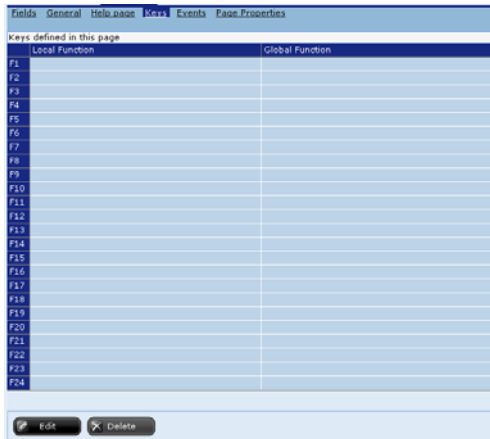 Fields General Help page Keys Events Page Properties
Keys defined in this page
Local Function Global Function
F1
F2
F3
F4
F5
F6
F7
F8
F9
F10
F11
F12
F13
F14
F15
F16
F17
F18
F19
F20
F21
F22
F23
F24
Edit Delete